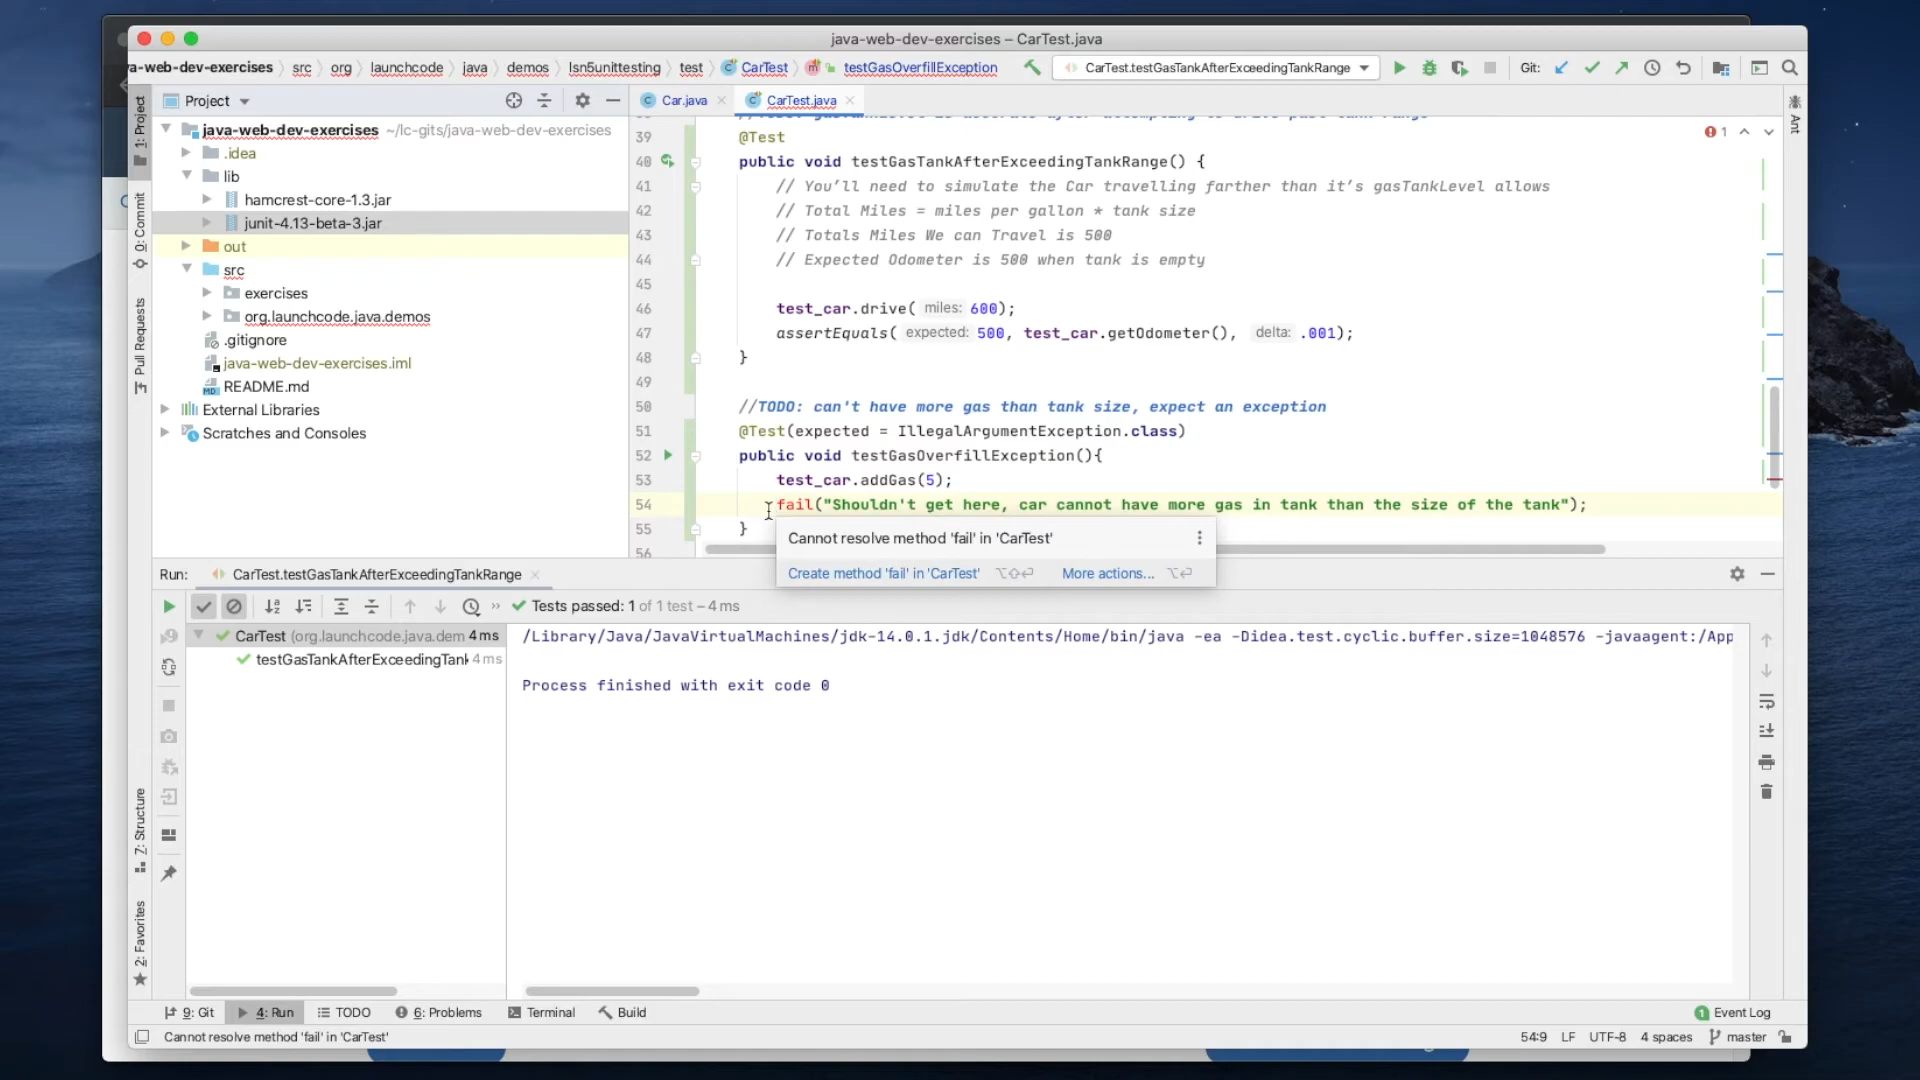 java-web-dev-exercises – CarTest.java
a-web-dev-exercises src org launchcode java demos lsn5unittesting test CarTest testGasOverfillException CarTest.testGasTankAfterExceedingTankRange Git:
Project
Car.java
CarTest.java
1: Project
0: Commit
Pull Requests
7: Structure
2: Favorites
Ant
java-web-dev-exercises ~/lc-gits/java-web-dev-exercises
.idea
lib
hamcrest-core-1.3.jar
junit-4.13-beta-3.jar
out
src
exercises
org.launchcode.java.demos
.gitignore
java-web-dev-exercises.iml
README.md
External Libraries
Scratches and Consoles
1
39 @Test
40 public void testGasTankAfterExceedingTankRange() {
41 // You'll need to simulate the Car travelling farther than it's gasTankLevel allows
42 // Total Miles = miles per gallon * tank size
43 // Totals Miles We can Travel is 500
44 // Expected Odometer is 500 when tank is empty
45
46 test_car.drive( miles: 600);
47 assertEquals( expected: 500, test_car.getOdometer(), delta: .001);
48 }
49
50 //TODO: can't have more gas than tank size, expect an exception
51 @Test(expected = IllegalArgumentException.class)
52 public void testGasOverfillException(){
53 test_car.addGas(5);
54 fail("Shouldn't get here, car cannot have more gas in tank than the size of the tank");
55 }
56
Cannot resolve method 'fail' in 'CarTest'
Create method 'fail' in 'CarTest' ⌥⇧⏎ More actions... ⌥⏎
Run: CarTest.testGasTankAfterExceedingTankRange
Tests passed: 1 of 1 test – 4 ms
CarTest (org.launchcode.java.dem 4 ms
testGasTankAfterExceedingTank 4 ms
/Library/Java/JavaVirtualMachines/jdk-14.0.1.jdk/Contents/Home/bin/java -ea -Didea.test.cyclic.buffer.size=1048576 -javaagent:/App
Process finished with exit code 0
9: Git 4: Run TODO 6: Problems Terminal Build 1 Event Log
Cannot resolve method 'fail' in 'CarTest' 54:9 LF UTF-8 4 spaces master